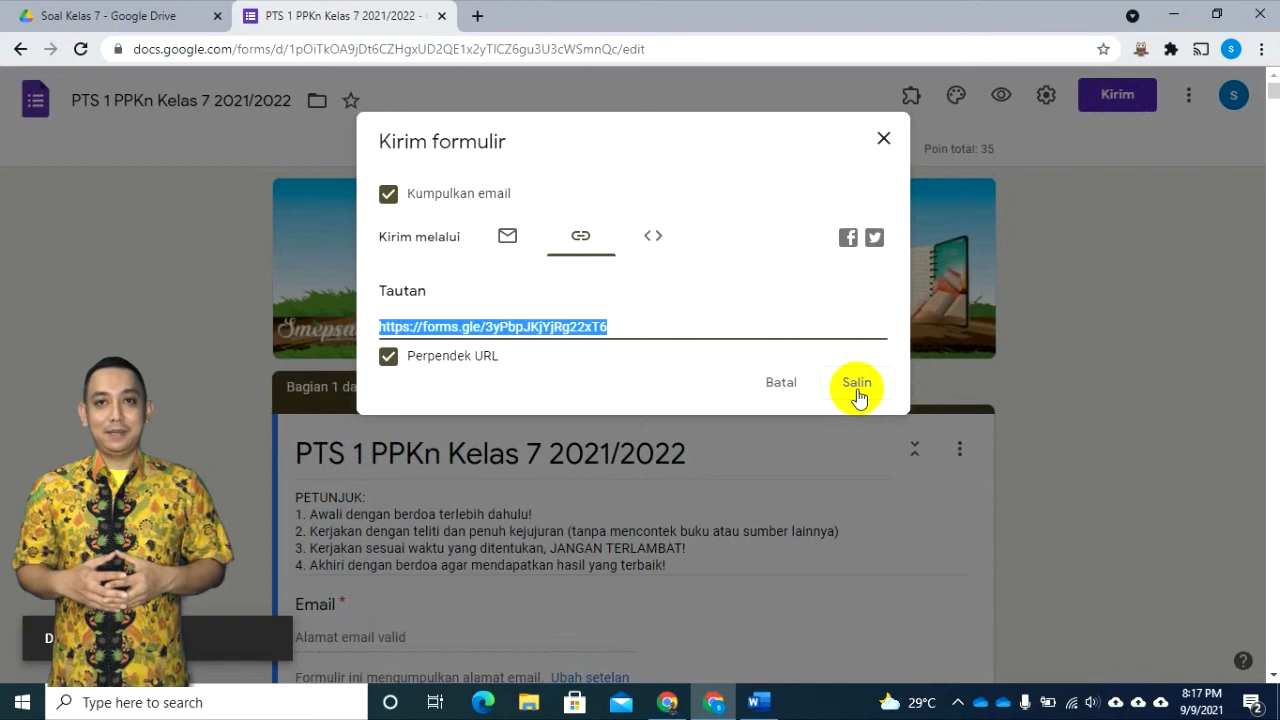 Soal Kelas 7 - Google Drive
PTS 1 PPKn Kelas 7 2021/2022 -
docs.google.com/forms/d/1pOiTkOA9jDt6CZHgxUD2QE1x2yTICZ6gu3U3cWSmnQc/edit
S
PTS 1 PPKn Kelas 7 2021/2022
Kirim
S
Poin total: 35
Kirim formulir
Kumpulkan email
Kirim melalui
Tautan
https://forms.gle/3yPbpJKjYjRg22xT6
Perpendek URL
Batal
Salin
Bagian 1 da
PTS 1 PPKn Kelas 7 2021/2022
PETUNJUK:
1. Awali dengan berdoa terlebih dahulu!
2. Kerjakan dengan teliti dan penuh kejujuran (tanpa mencontek buku atau sumber lainnya)
3. Kerjakan sesuai waktu yang ditentukan, JANGAN TERLAMBAT!
4. Akhiri dengan berdoa agar mendapatkan hasil yang terbaik!
Email *
Alamat email valid
Formulir ini mengumpulkan alamat email. Ubah setelan
Type here to search
29°C
8:17 PM
9/9/2021
2